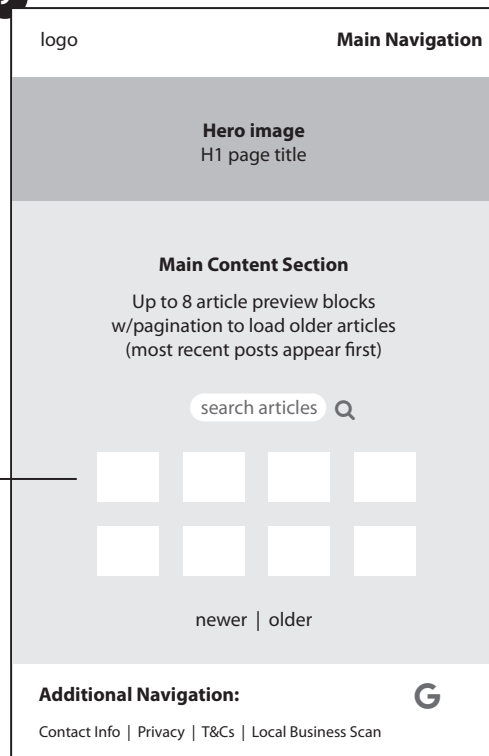 logo
Main Navigation
Hero image
H1 page title
Main Content Section
Up to 8 article preview blocks
w/pagination to load older articles
(most recent posts appear first)
search articles
newer | older
Additional Navigation:
G
Contact Info | Privacy | T&Cs | Local Business Scan